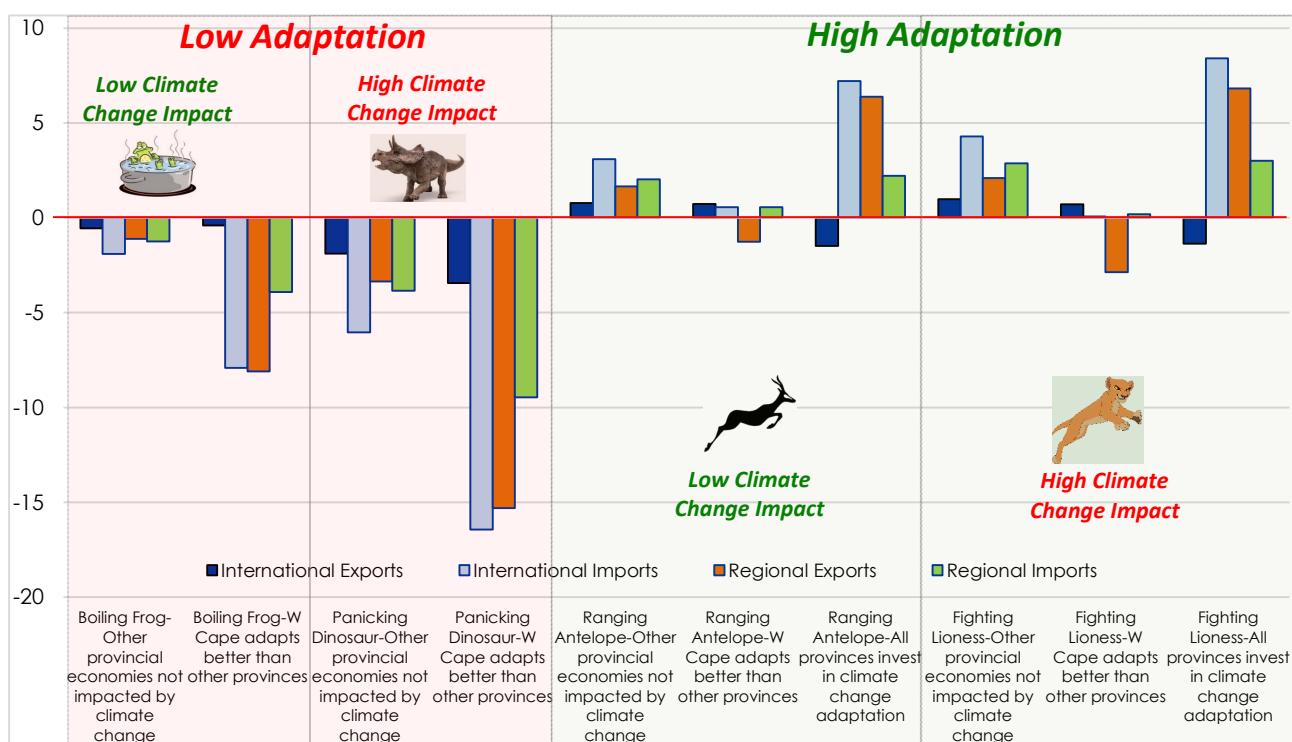 10
5
0
-5
-10
-15
-20
Low Adaptation
High Adaptation
Low Climate
Change Impact
High Climate
Change Impact
Low Climate
Change Impact
High Climate
Change Impact
International Exports
International Imports
Regional Exports
Regional Imports
Boiling Frog-
Other
provincial
economies not
impacted by
climate
change
Boiling Frog-W
Cape adapts
better than
other provinces
Panicking
Dinosaur-Other
provincial
economies not
impacted by
climate
change
Panicking
Dinosaur-W
Cape adapts
better than
other provinces
Ranging
Antelope-Other
provincial
economies not
impacted by
climate
change
Ranging
Antelope-W
Cape adapts
better than
other provinces
Ranging
Antelope-All
provinces invest
in climate
change
adaptation
Fighting
Lioness-Other
provincial
economies not
impacted by
climate
change
Fighting
Lioness-W
Cape adapts
better than
other provinces
Fighting
Lioness-All
provinces invest
in climate
change
adaptation